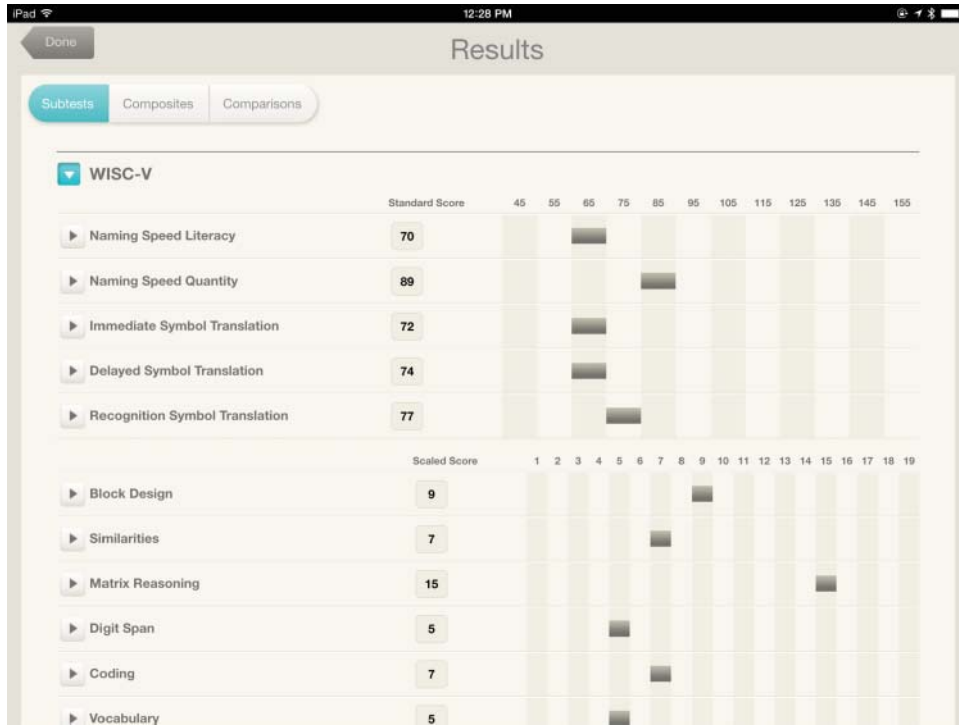 iPad 12:28 PM
Done Results
Subtests Composites Comparisons
WISC-V
Standard Score 45 55 65 75 85 95 105 115 125 135 145 155
Naming Speed Literacy 70
Naming Speed Quantity 89
Immediate Symbol Translation 72
Delayed Symbol Translation 74
Recognition Symbol Translation 77
Scaled Score 1 2 3 4 5 6 7 8 9 10 11 12 13 14 15 16 17 18 19
Block Design 9
Similarities 7
Matrix Reasoning 15
Digit Span 5
Coding 7
Vocabulary 5